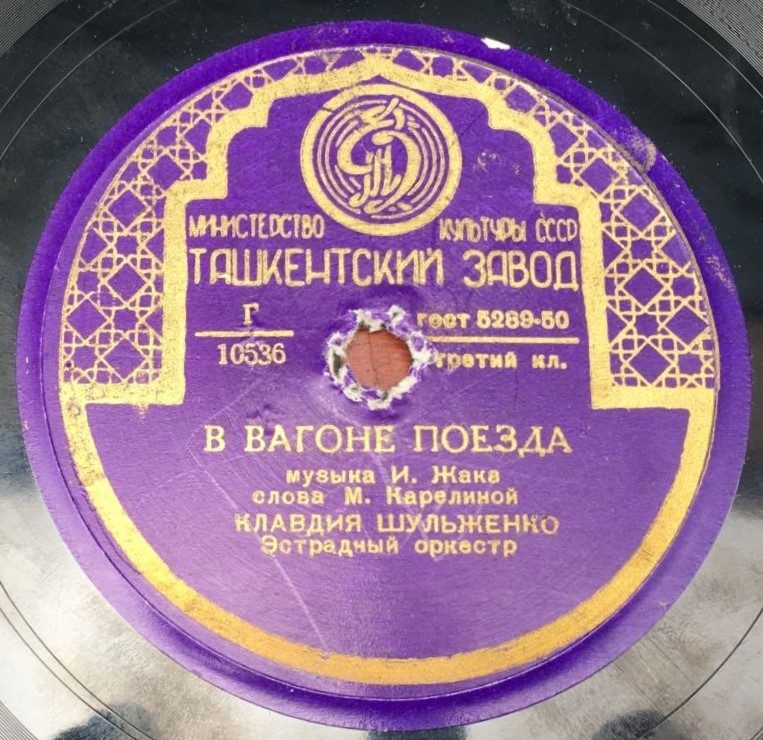 МИНИСТЕРСТВО КУЛЬТУРЫ СССР
ТАШКЕНТСКИЙ ЗАВОД
Г
10536
гост 5289-50
третий кл.
В ВАГОНЕ ПОЕЗДА
музыка И. Жака
слова М. Карелиной
КЛАВДИЯ ШУЛЬЖЕНКО
Эстрадный оркестр